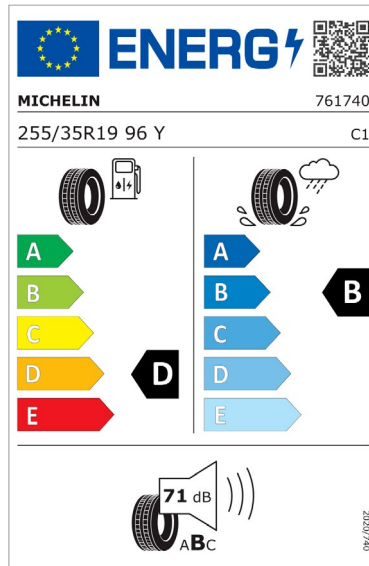 ENERG
MICHELIN 761740
255/35R19 96 Y C1
A A
B B B
C C
D D D
E E
71 dB
ABC
2020/740